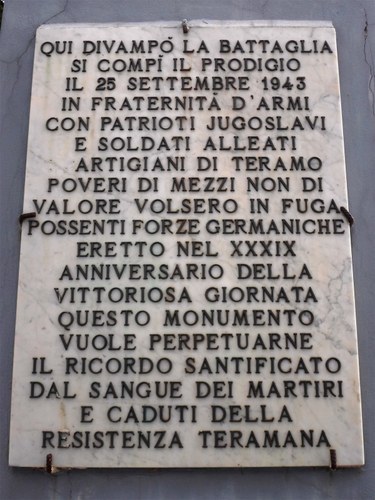 QUI DIVAMPÒ LA BATTAGLIA
SI COMPÌ IL PRODIGIO
IL 25 SETTEMBRE 1943
IN FRATERNITÀ D'ARMI
CON PATRIOTI JUGOSLAVI
E SOLDATI ALLEATI
ARTIGIANI DI TERAMO
POVERI DI MEZZI NON DI
VALORE VOLSERO IN FUGA
POSSENTI FORZE GERMANICHE
ERETTO NEL XXXIX
ANNIVERSARIO DELLA
VITTORIOSA GIORNATA
QUESTO MONUMENTO
VUOLE PERPETUARNE
IL RICORDO SANTIFICATO
DAL SANGUE DEI MARTIRI
E CADUTI DELLA
RESISTENZA TERAMANA